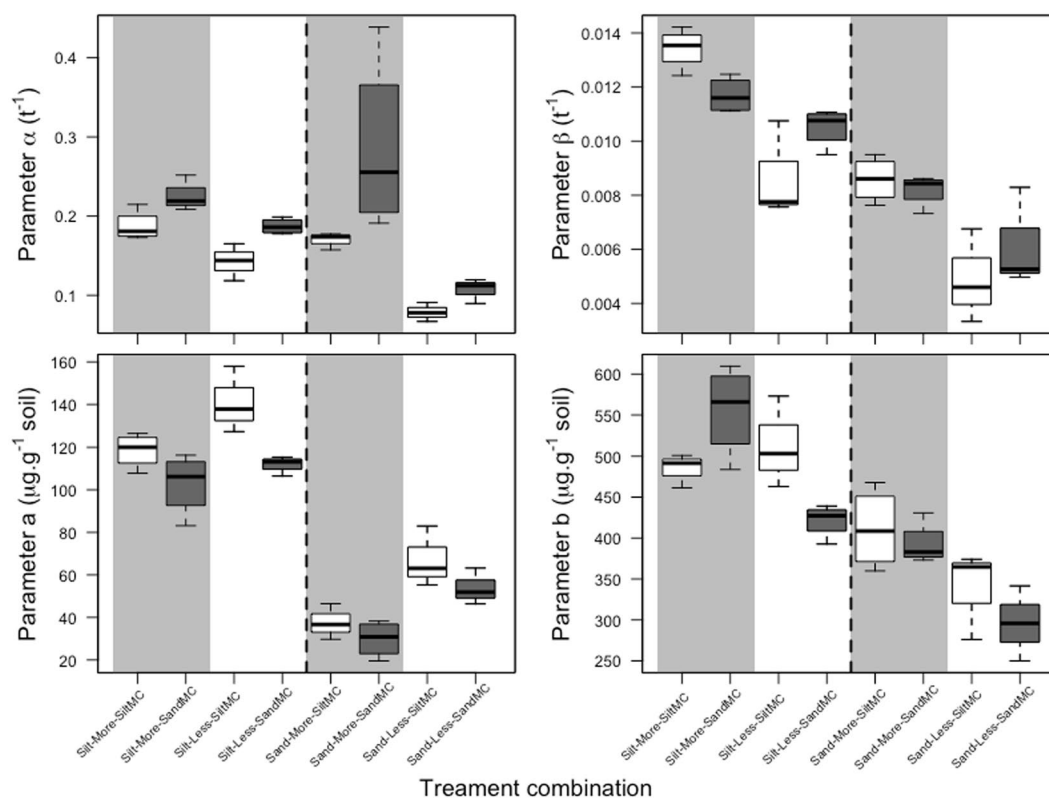 Parameter α (t⁻¹)
0.4
0.3
0.2
0.1
Parameter β (t⁻¹)
0.014
0.012
0.010
0.008
0.006
0.004
Parameter a (μg.g⁻¹ soil)
160
140
120
100
80
60
40
20
Parameter b (μg.g⁻¹ soil)
600
550
500
450
400
350
300
250
Silt-More-SiltMC
Silt-More-SandMC
Silt-Less-SiltMC
Silt-Less-SandMC
Sand-More-SiltMC
Sand-More-SandMC
Sand-Less-SiltMC
Sand-Less-SandMC
Silt-More-SiltMC
Silt-More-SandMC
Silt-Less-SiltMC
Silt-Less-SandMC
Sand-More-SiltMC
Sand-More-SandMC
Sand-Less-SiltMC
Sand-Less-SandMC
Treament combination